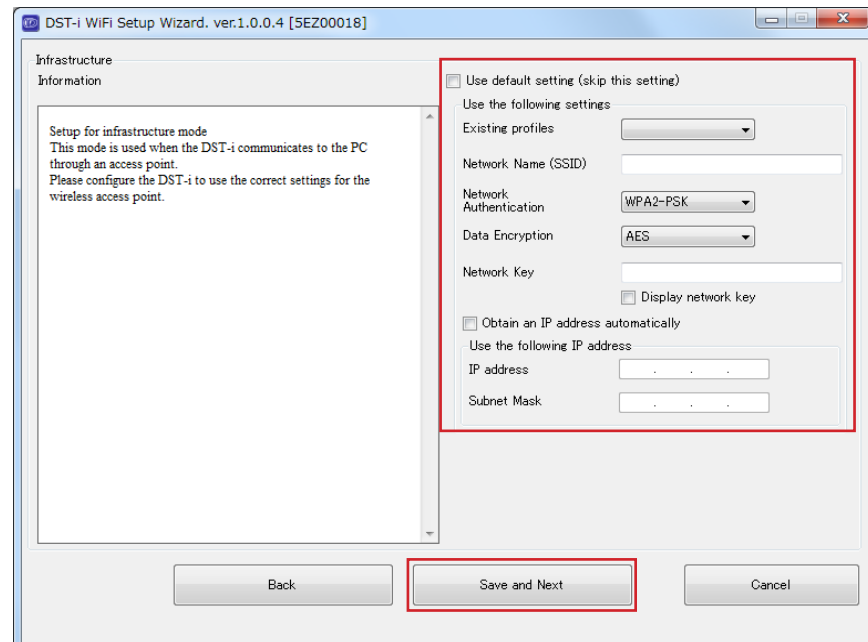 DST-i WiFi Setup Wizard. ver.1.0.0.4 [5EZ00018]
Infrastructure
Information
Setup for infrastructure mode
This mode is used when the DST-i communicates to the PC
through an access point.
Please configure the DST-i to use the correct settings for the
wireless access point.
Use default setting (skip this setting)
Use the following settings
Existing profiles
Network Name (SSID)
Network
Authentication
WPA2-PSK
Data Encryption
AES
Network Key
Display network key
Obtain an IP address automatically
Use the following IP address
IP address
. . .
Subnet Mask
. . .
Back
Save and Next
Cancel